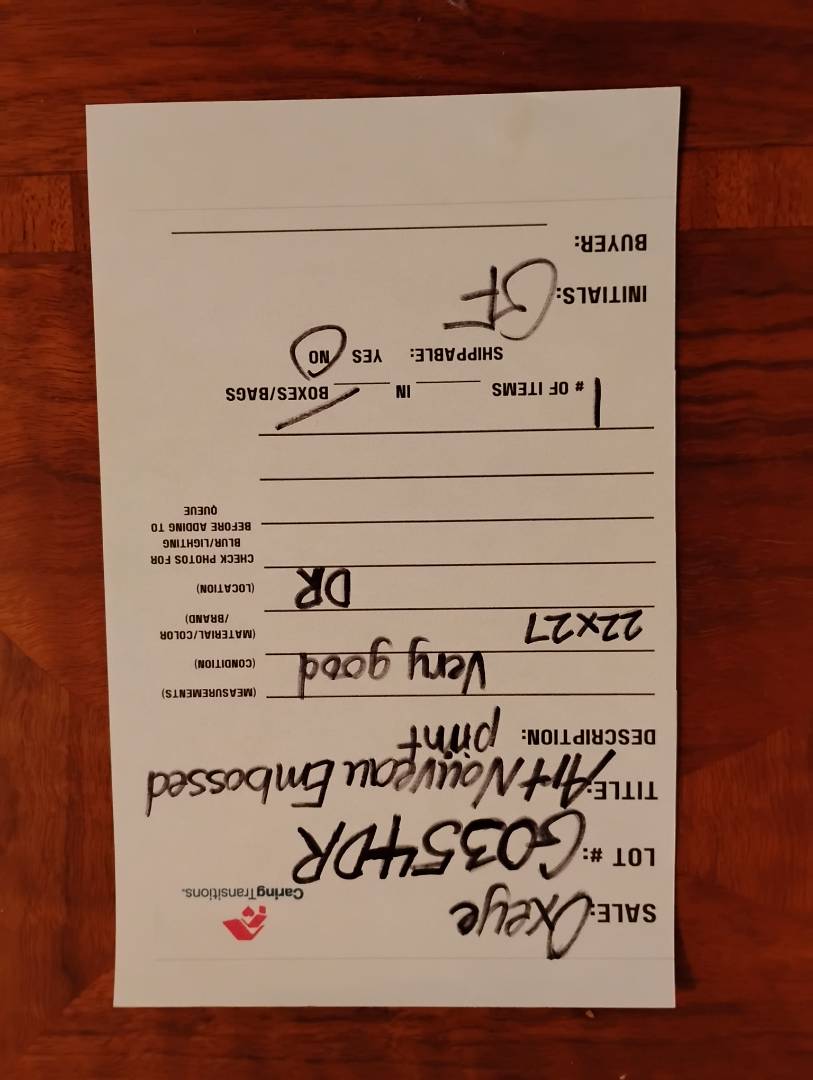 SALE: Oxeye
CaringTransitions.
LOT #: G0354DR
TITLE: Art Nouveau Embossed
DESCRIPTION: print
(MEASUREMENTS)
Very good (CONDITION)
22x27 (MATERIAL/COLOR
/BRAND)
DR (LOCATION)
CHECK PHOTOS FOR
BLUR/LIGHTING
BEFORE ADDING TO
QUEUE
# OF ITEMS 1 IN BOXES/BAGS
SHIPPABLE: YES NO
INITIALS: GF
BUYER: